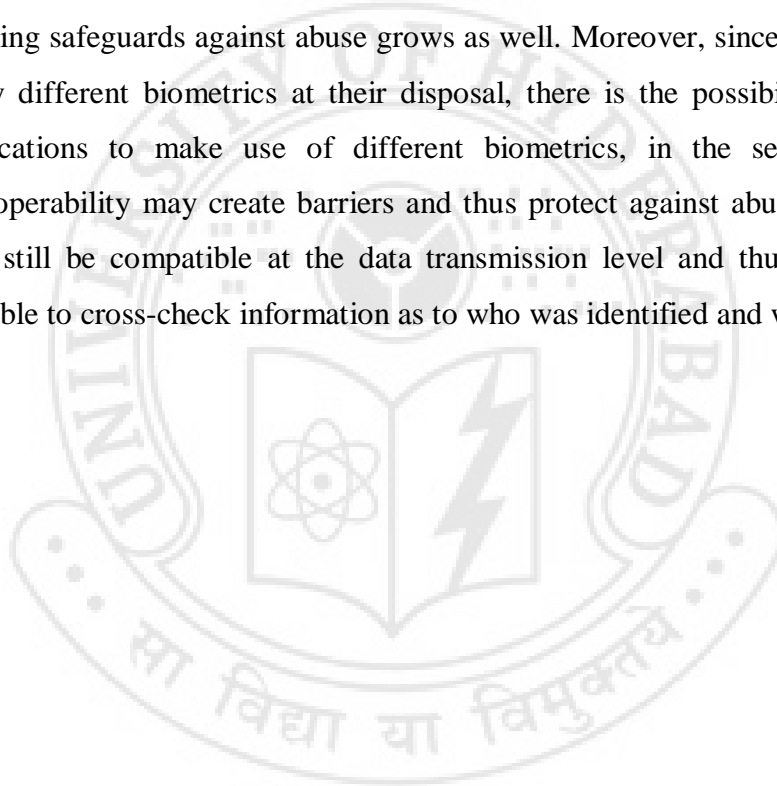 ing safeguards against abuse grows as well. Moreover, since
y different biometrics at their disposal, there is the possibi
cations to make use of different biometrics, in the se
operability may create barriers and thus protect against abu
still be compatible at the data transmission level and thu
ble to cross-check information as to who was identified and v
UNIVERSITY OF HYDERABAD
सा विद्या या विमुक्तये